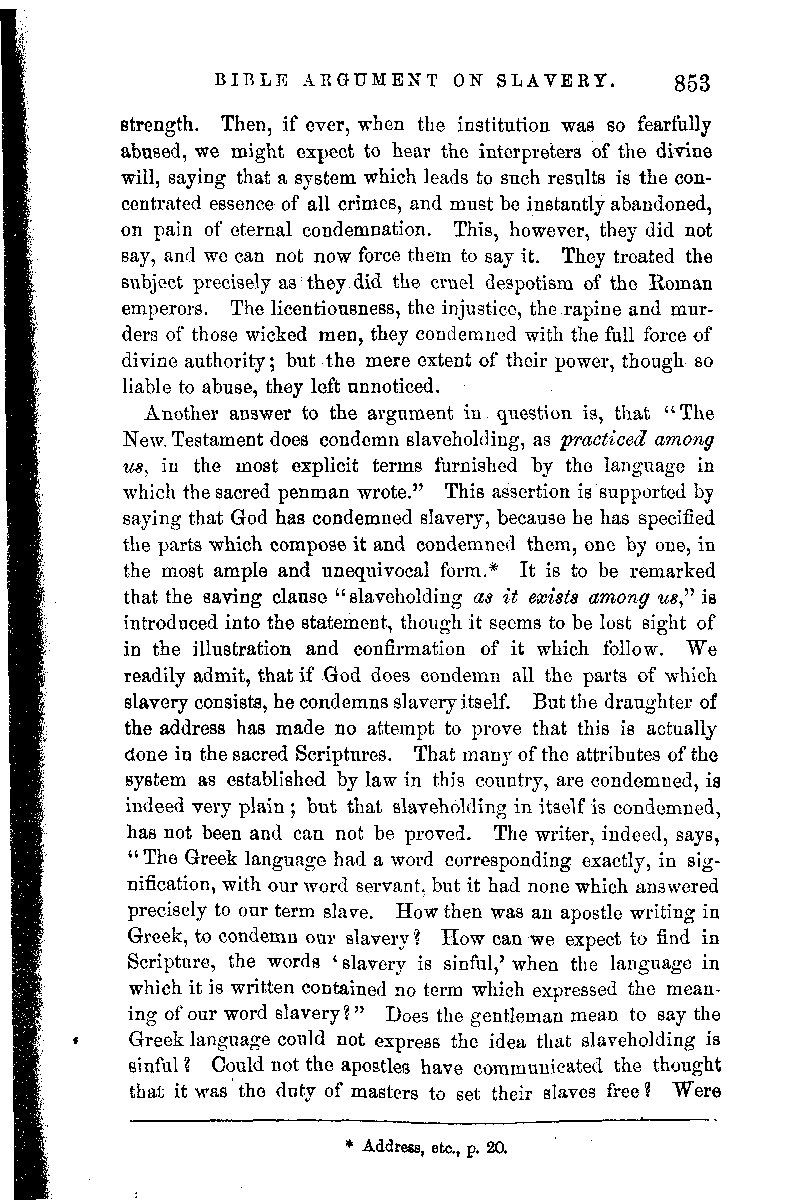 BIBLE ARGUMENT ON SLAVERY. 853
strength. Then, if ever, when the institution was so fearfully
abused, we might expect to hear the interpreters of the divine
will, saying that a system which leads to such results is the con-
centrated essence of all crimes, and must be instantly abandoned,
on pain of eternal condemnation. This, however, they did not
say, and we can not now force them to say it. They treated the
subject precisely as they did the cruel despotism of the Roman
emperors. The licentiousness, the injustice, the rapine and mur-
ders of those wicked men, they condemned with the full force of
divine authority; but the mere extent of their power, though so
liable to abuse, they left unnoticed.
Another answer to the argument in question is, that "The
New Testament does condemn slaveholding, as practiced among
us, in the most explicit terms furnished by the language in
which the sacred penman wrote." This assertion is supported by
saying that God has condemned slavery, because he has specified
the parts which compose it and condemned them, one by one, in
the most ample and unequivocal form.* It is to be remarked
that the saving clause "slaveholding as it exists among us," is
introduced into the statement, though it seems to be lost sight of
in the illustration and confirmation of it which follow. We
readily admit, that if God does condemn all the parts of which
slavery consists, he condemns slavery itself. But the draughter of
the address has made no attempt to prove that this is actually
done in the sacred Scriptures. That many of the attributes of the
system as established by law in this country, are condemned, is
indeed very plain; but that slaveholding in itself is condemned,
has not been and can not be proved. The writer, indeed, says,
"The Greek language had a word corresponding exactly, in sig-
nification, with our word servant, but it had none which answered
precisely to our term slave. How then was an apostle writing in
Greek, to condemn our slavery? How can we expect to find in
Scripture, the words 'slavery is sinful,' when the language in
which it is written contained no term which expressed the mean-
ing of our word slavery?" Does the gentleman mean to say the
Greek language could not express the idea that slaveholding is
sinful? Could not the apostles have communicated the thought
that it was the duty of masters to set their slaves free? Were
* Address, etc., p. 20.